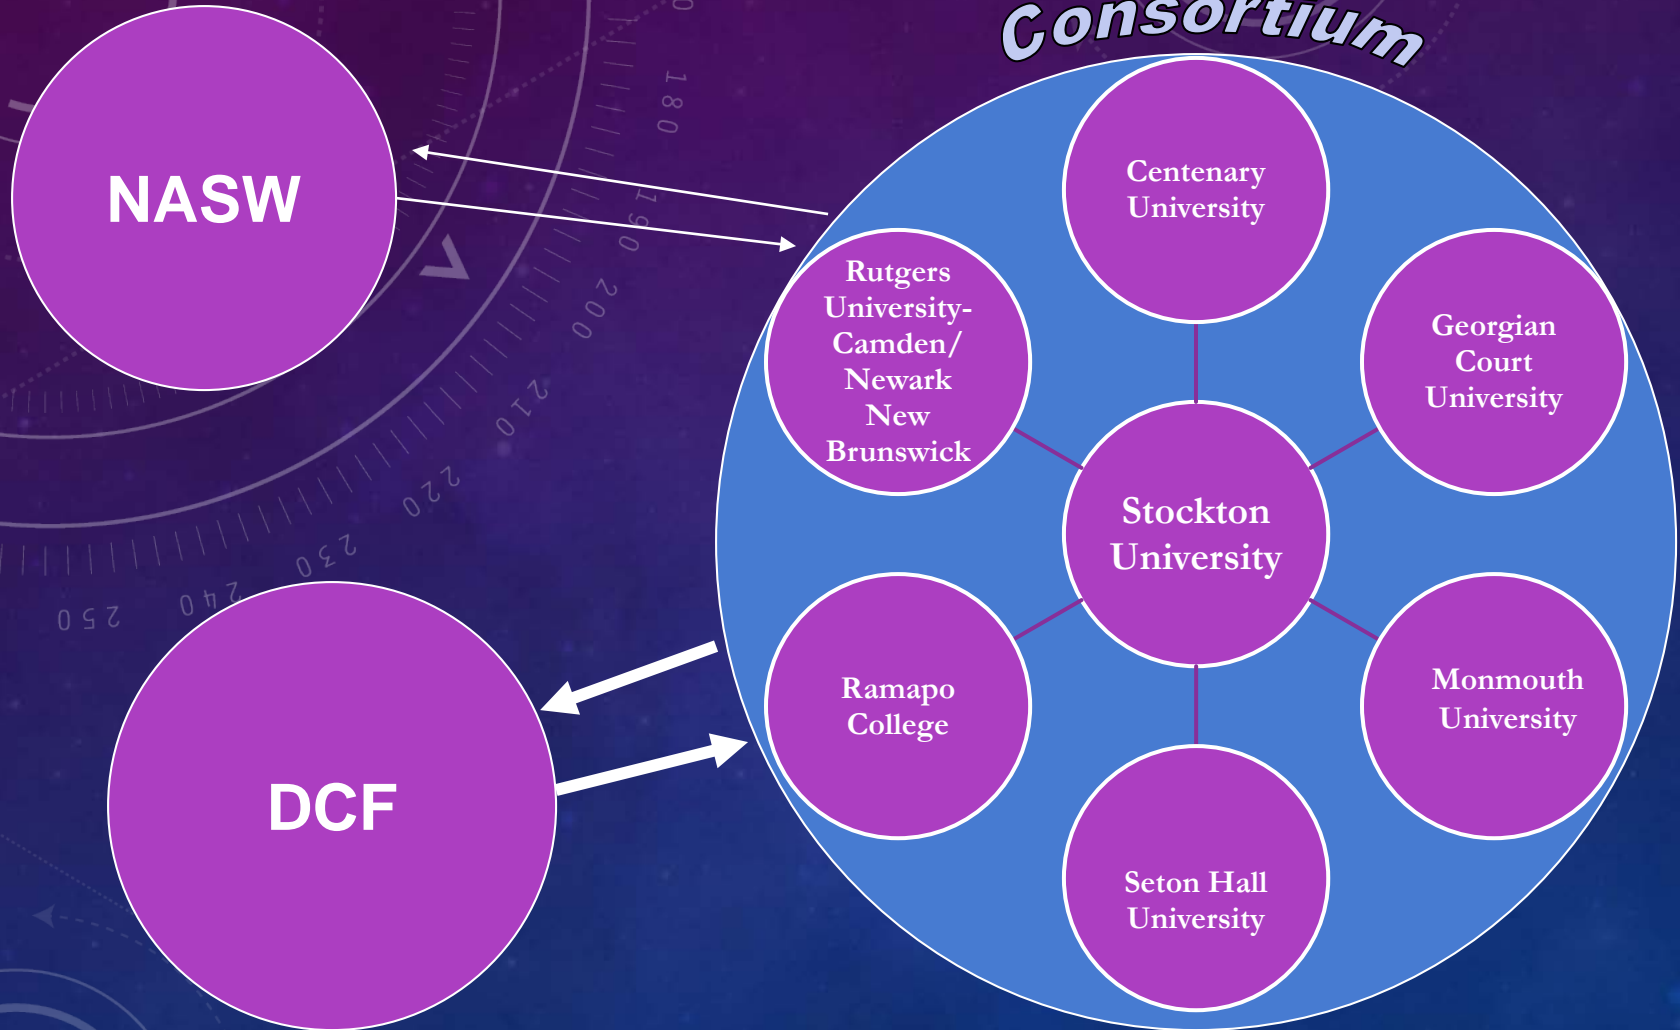 Consortium
NASW
Centenary
University
Rutgers
University-
Camden/
Newark
New
Brunswick
Georgian
Court
University
Stockton
University
Ramapo
College
Monmouth
University
Seton Hall
University
DCF
180
190
200
210
220
230
240
250